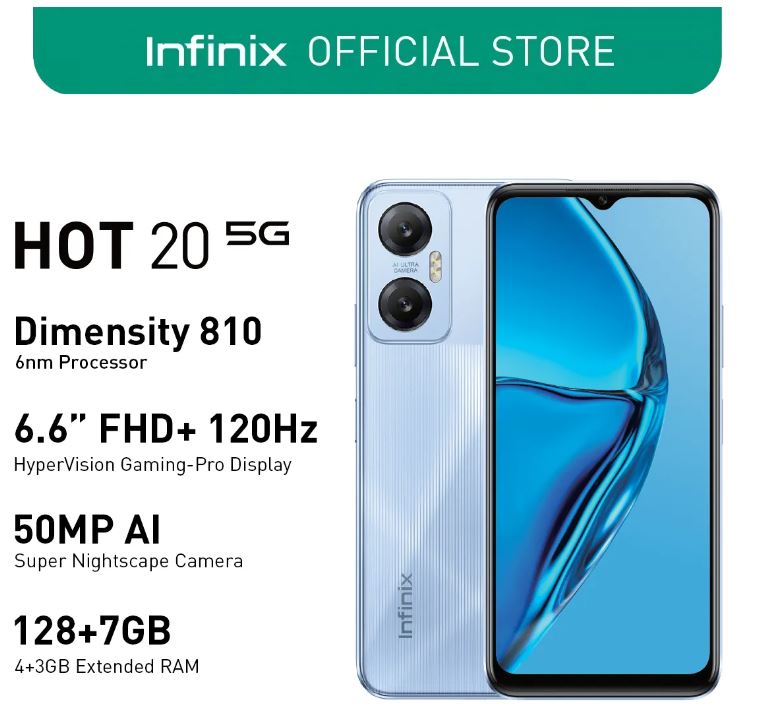 Infinix OFFICIAL STORE
HOT 20 5G
Dimensity 810
6nm Processor
6.6” FHD+ 120Hz
HyperVision Gaming-Pro Display
50MP AI
Super Nightscape Camera
128+7GB
4+3GB Extended RAM
AI ULTRA
CAMERA
Infinix